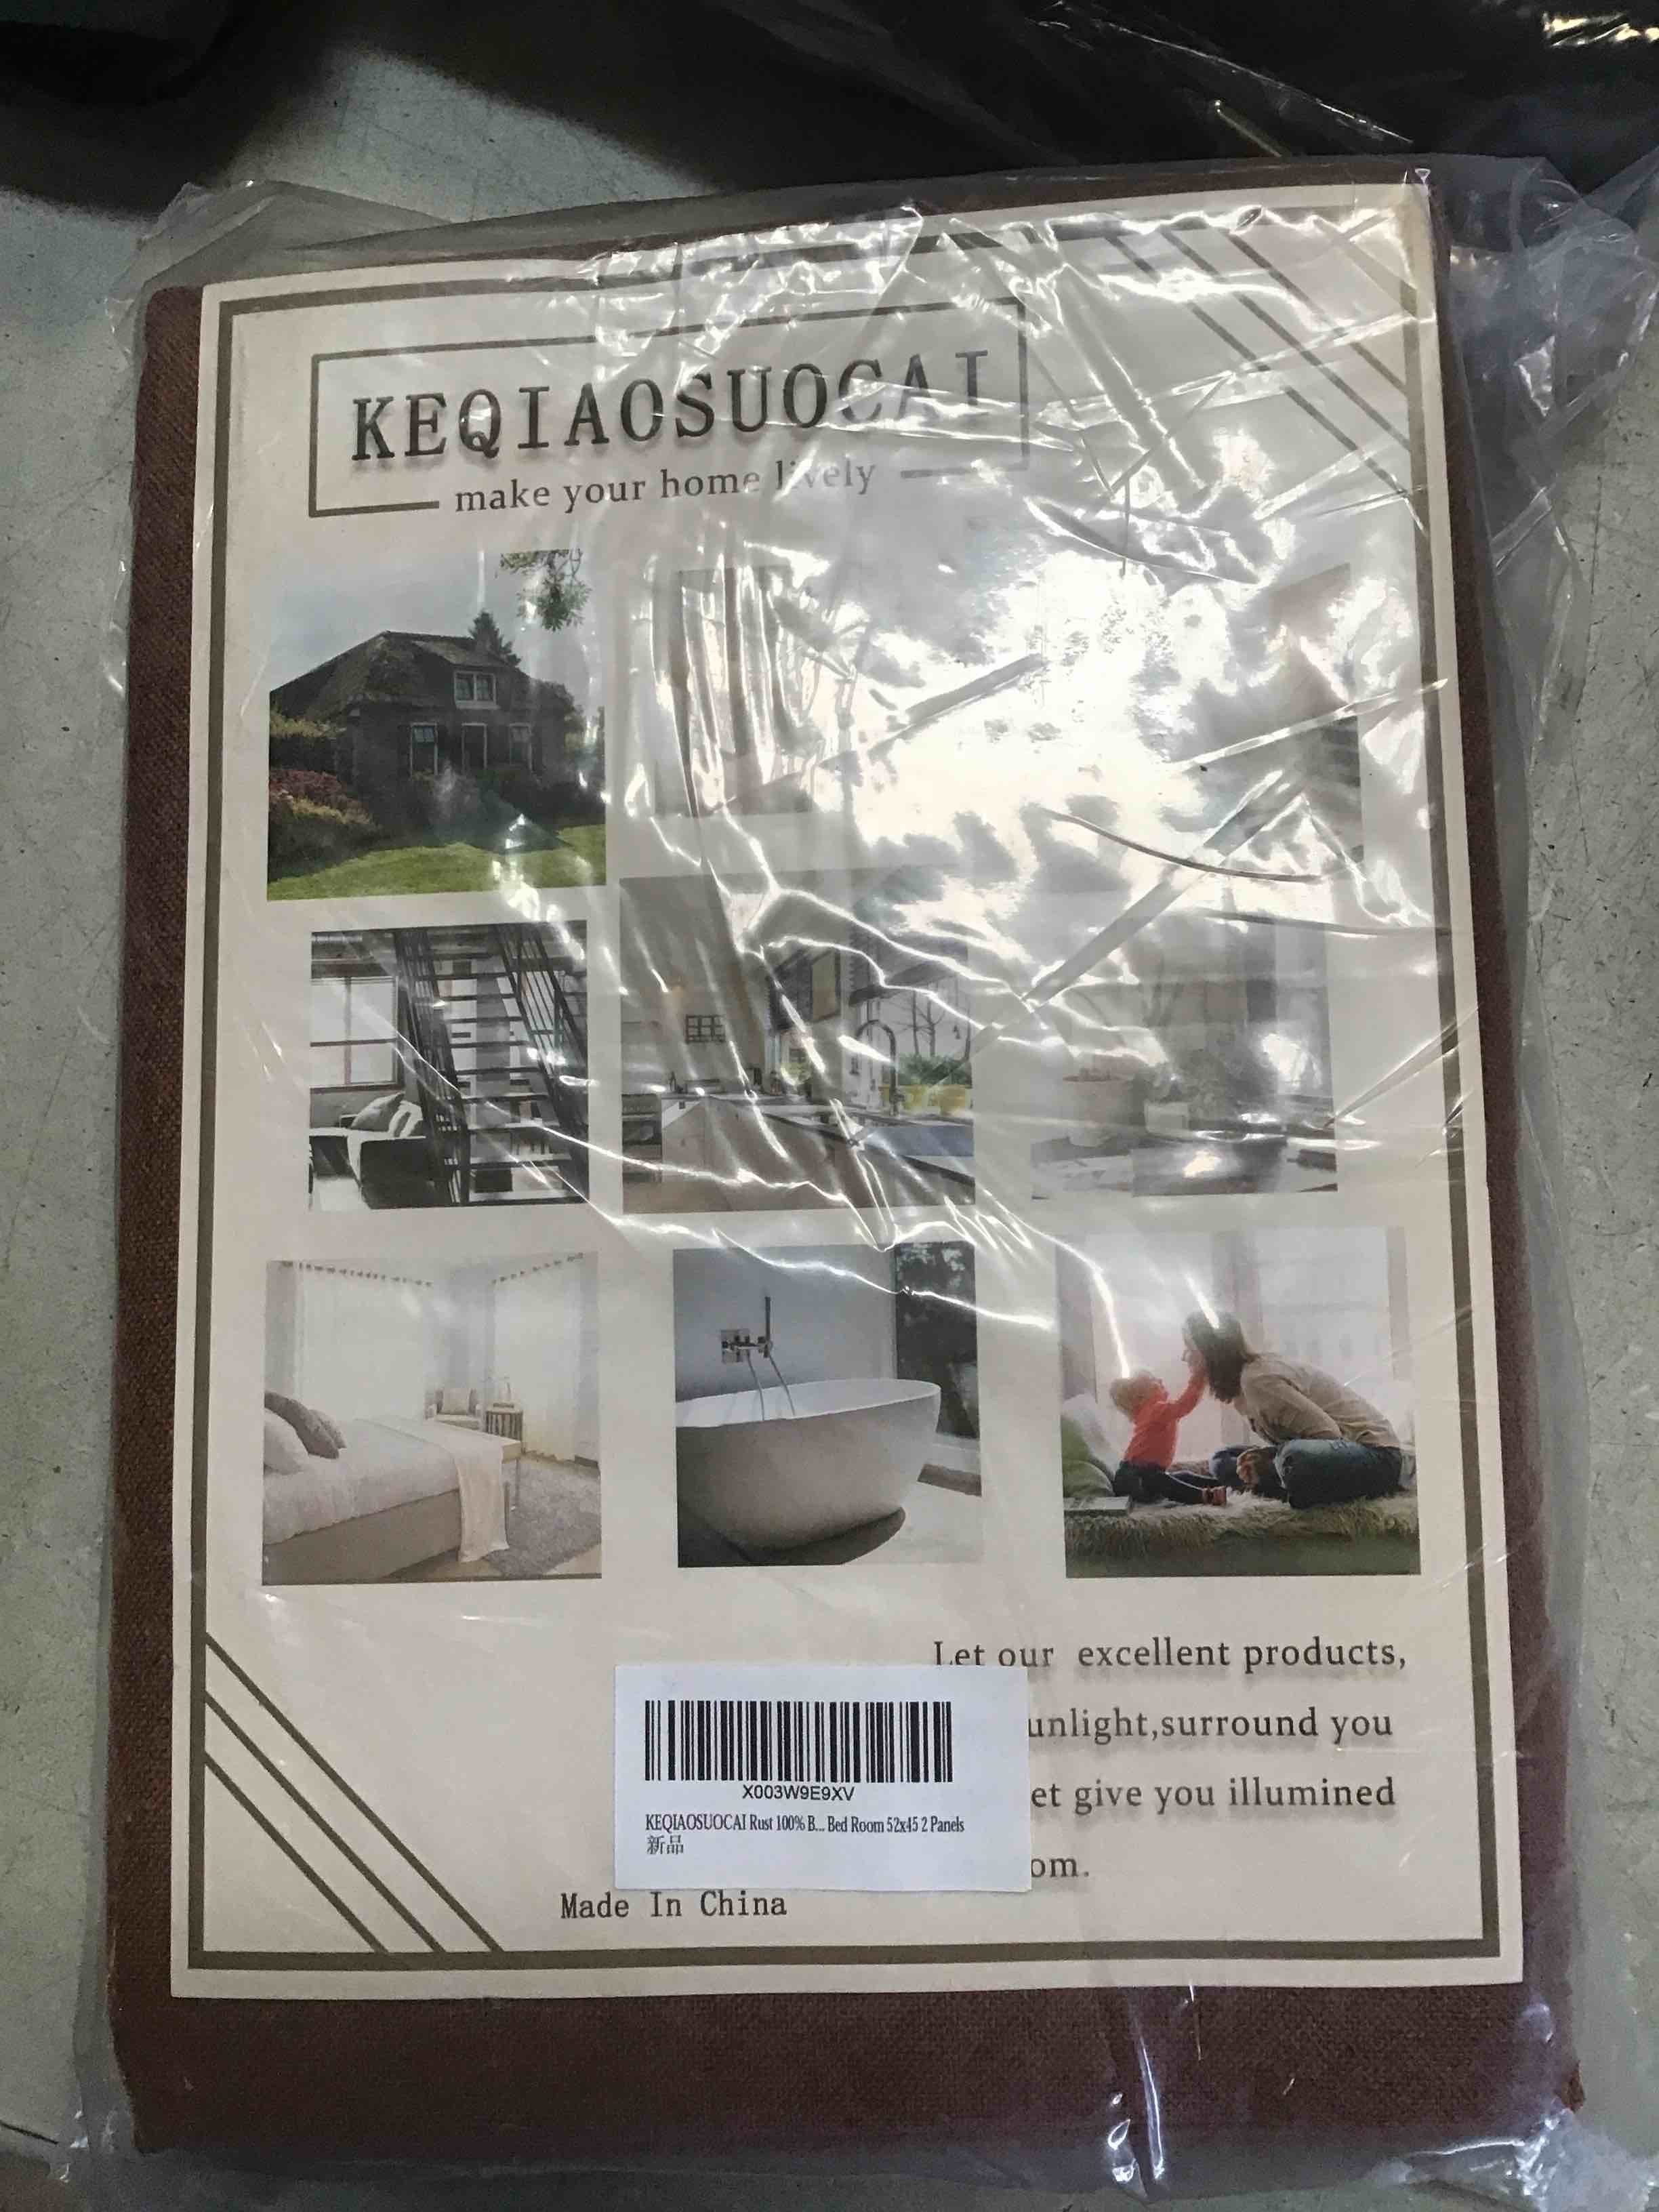 KEQIAOSUOCAI
make your home lively
Let our excellent products,
unlight,surround you
et give you illumined
om.
X003W9E9XV
KEQIAOSUOCAI Rust 100% B... Bed Room 52x45 2 Panels
新品
Made In China